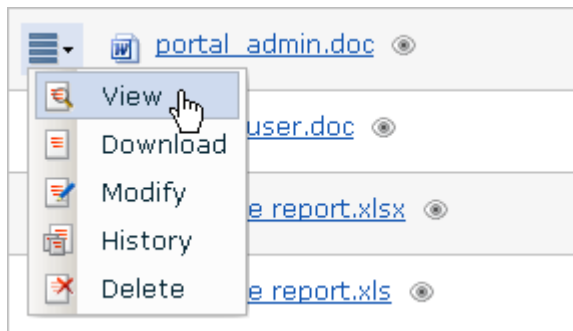 portal_admin.doc
View
user.doc
Download
Modify
e report.xlsx
History
Delete
e report.xls